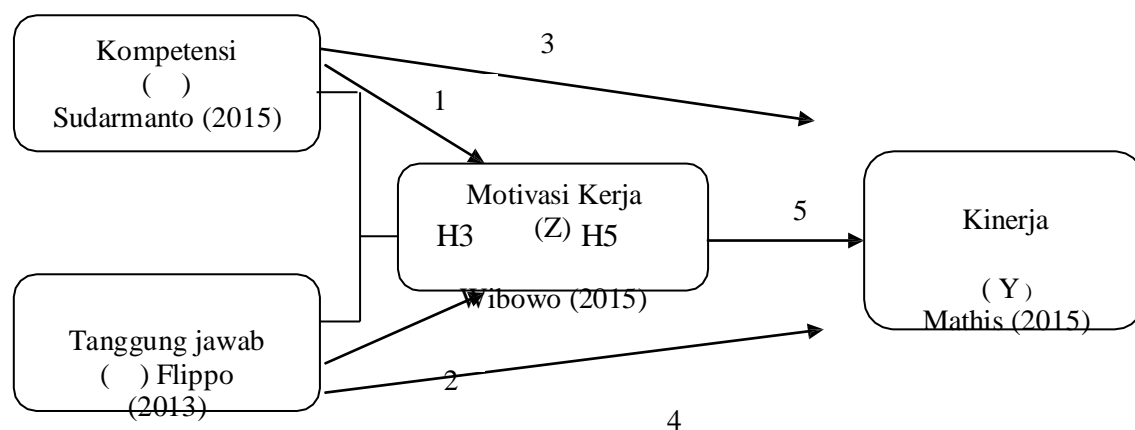 Kompetensi
( )
Sudarmanto (2015)
3
1
Motivasi Kerja
(Z)
H3 H5
Wibowo (2015)
5
Kinerja
( Y )
Mathis (2015)
Tanggung jawab
( ) Flippo
(2013)
2
4